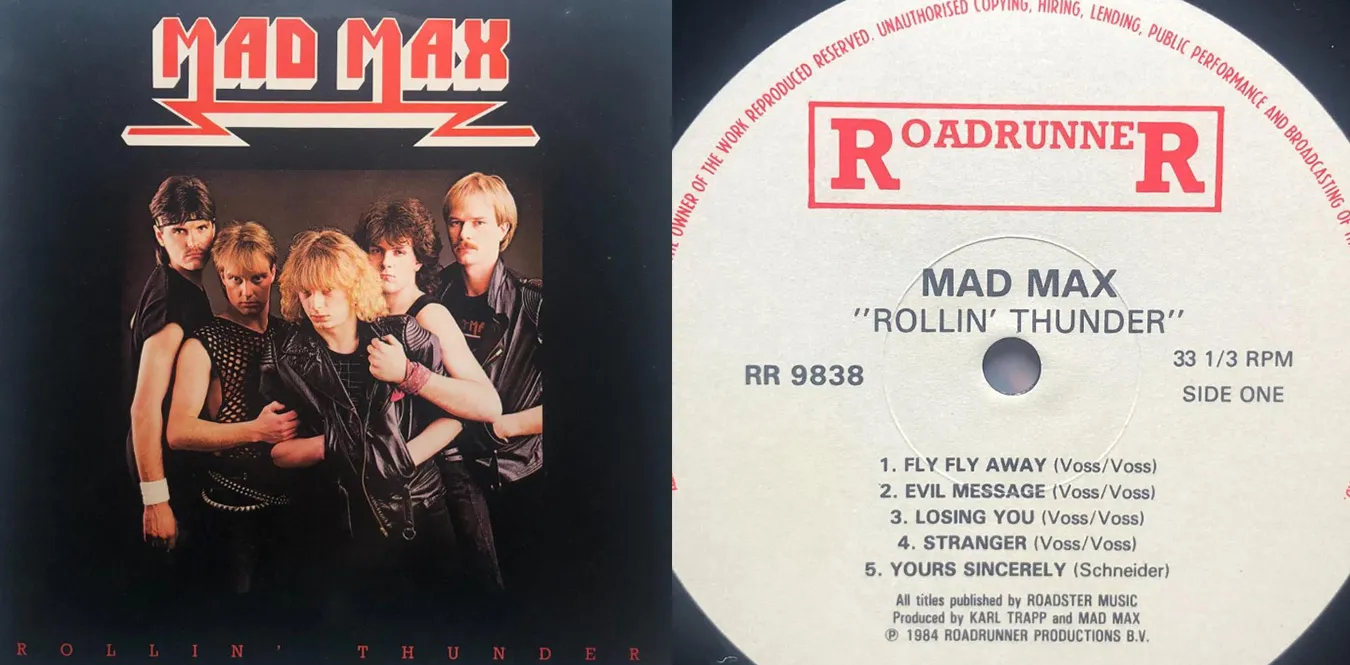 MAD MAX
ROLLIN' THUNDER
THE OWNER OF THE WORK REPRODUCED RESERVED. UNAUTHORISED COPYING, HIRING, LENDING, PUBLIC PERFORMANCE AND BROADCASTING OF
ROADRUNNER
MAD MAX
"ROLLIN' THUNDER"
RR 9838
33 1/3 RPM
SIDE ONE
1. FLY FLY AWAY (Voss/Voss)
2. EVIL MESSAGE (Voss/Voss)
3. LOSING YOU (Voss/Voss)
4. STRANGER (Voss/Voss)
5. YOURS SINCERELY (Schneider)
All titles published by ROADSTER MUSIC
Produced by KARL TRAPP and MAD MAX
℗ 1984 ROADRUNNER PRODUCTIONS B.V.